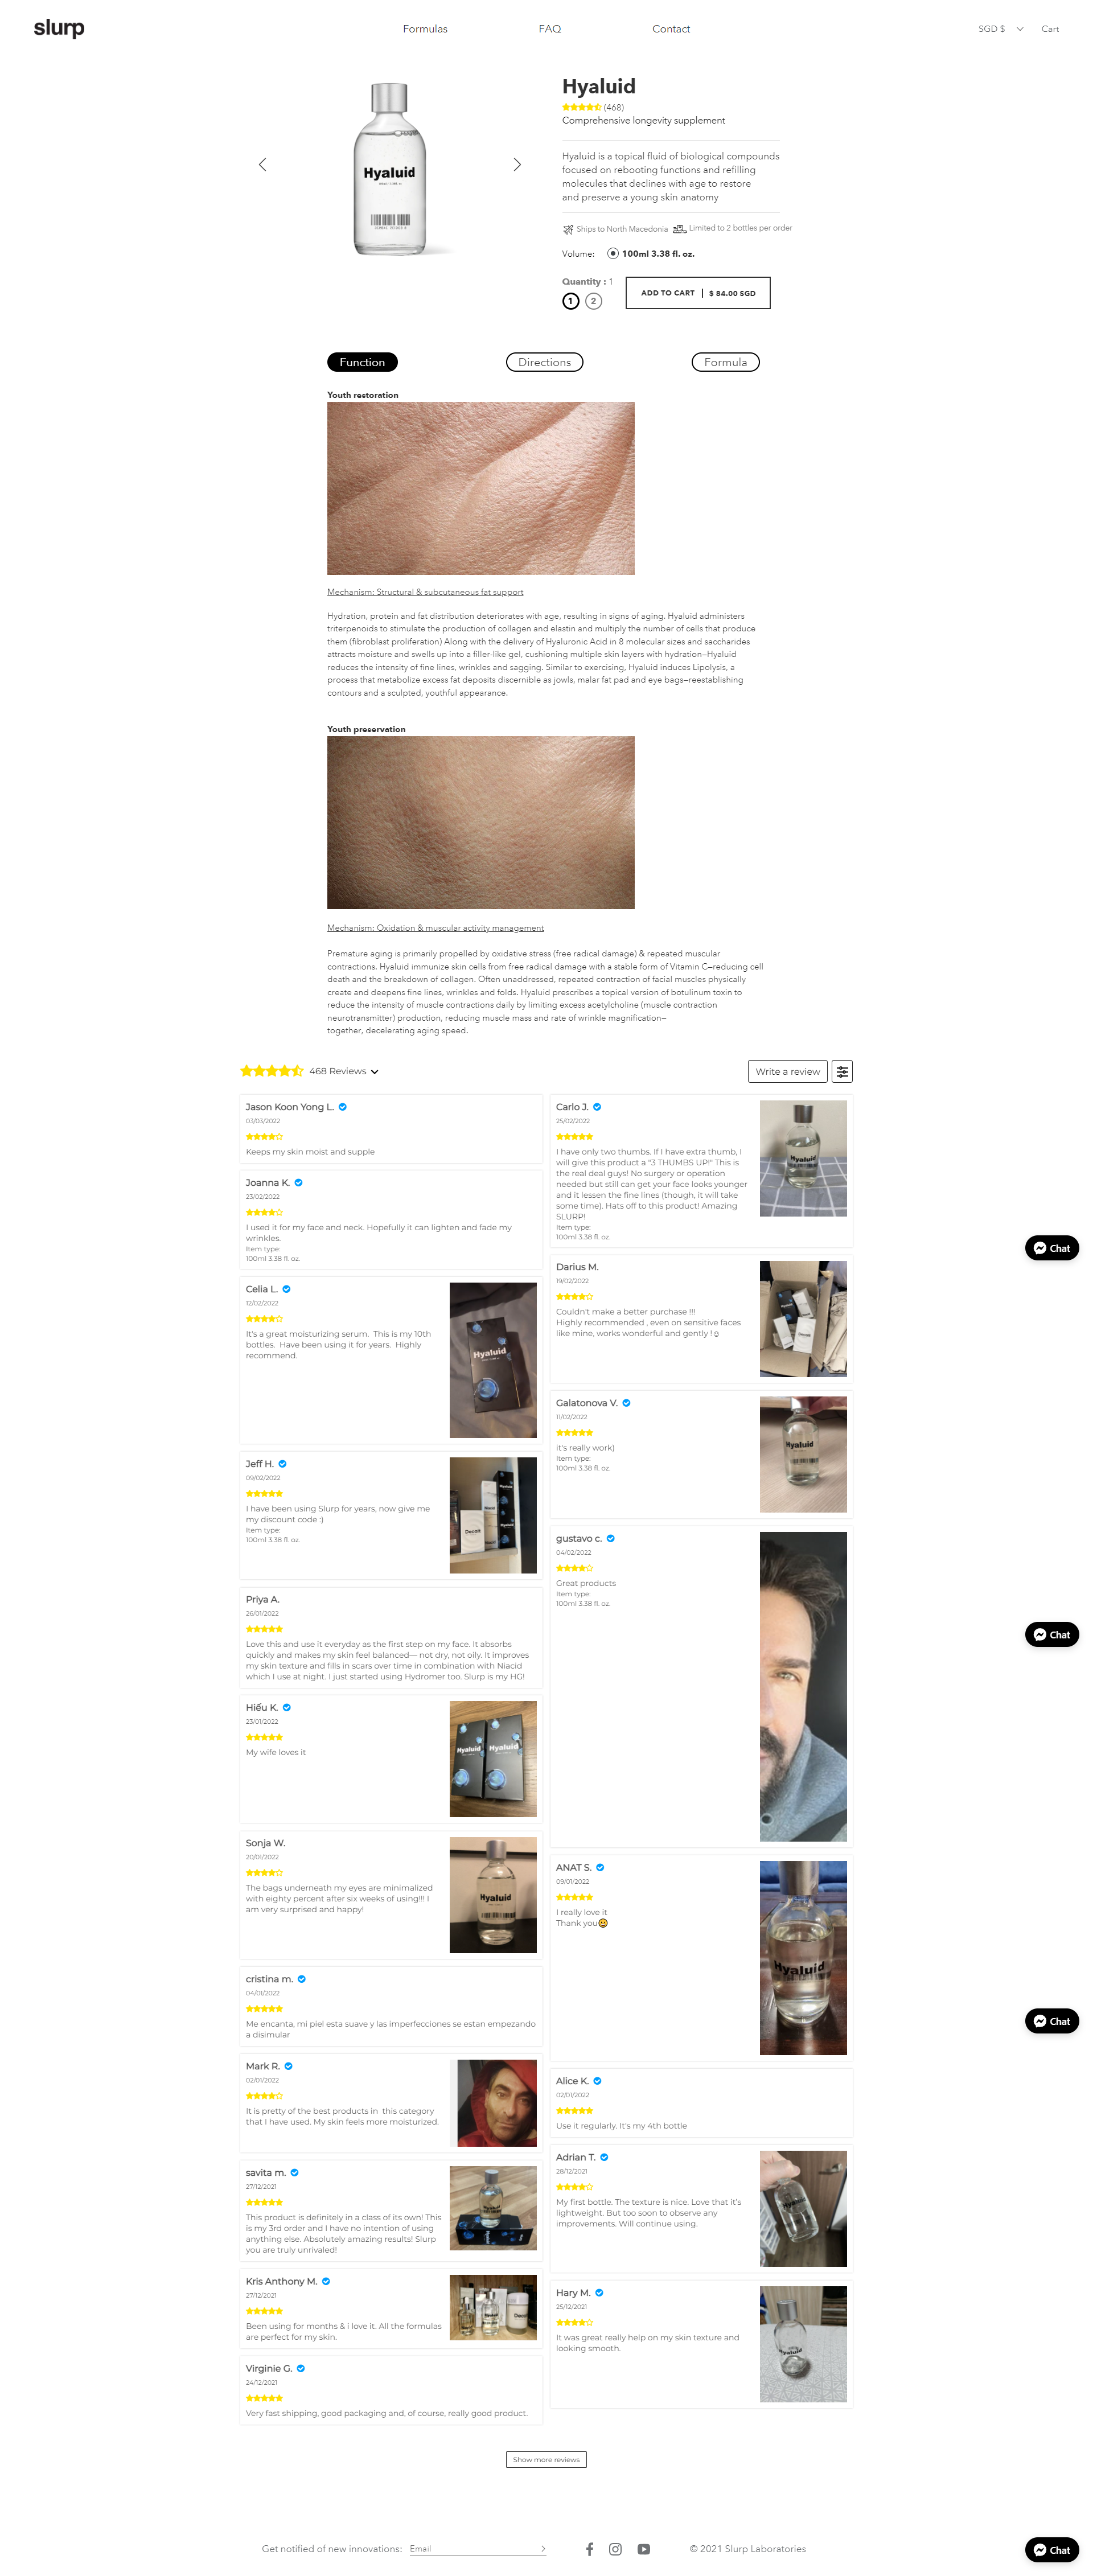 slurp
Formulas
FAQ
Contact
SGD $
Cart
Hyaluid
Hyaluid
(468)
Comprehensive longevity supplement
Hyaluid is a topical fluid of biological compounds
focused on rebooting functions and refilling
molecules that declines with age to restore
and preserve a young skin anatomy
Ships to North Macedonia
Limited to 2 bottles per order
Volume:
100ml 3.38 fl. oz.
Quantity : 1
1
2
ADD TO CART | $ 84.00 SGD
Function
Directions
Formula
Youth restoration
Mechanism: Structural & subcutaneous fat support
Hydration, protein and fat distribution deteriorates with age, resulting in signs of aging. Hyaluid administers
triterpenoids to stimulate the production of collagen and elastin and multiply the number of cells that produce
them (fibroblast proliferation) Along with the delivery of Hyaluronic Acid in 8 molecular sizes and saccharides
attracts moisture and swells up into a filler-like gel, cushioning multiple skin layers with hydration—Hyaluid
reduces the intensity of fine lines, wrinkles and sagging. Similar to exercising, Hyaluid induces Lipolysis, a
process that metabolize excess fat deposits discernible as jowls, malar fat pad and eye bags—reestablishing
contours and a sculpted, youthful appearance.
Youth preservation
Mechanism: Oxidation & muscular activity management
Premature aging is primarily propelled by oxidative stress (free radical damage) & repeated muscular
contractions. Hyaluid immunize skin cells from free radical damage with a stable form of Vitamin C—reducing cell
death and the breakdown of collagen. Often unaddressed, repeated contraction of facial muscles physically
create and deepens fine lines, wrinkles and folds. Hyaluid prescribes a topical version of botulinum toxin to
reduce the intensity of muscle contractions daily by limiting excess acetylcholine (muscle contraction
neurotransmitter) production, reducing muscle mass and rate of wrinkle magnification—
together, decelerating aging speed.
468 Reviews
Write a review
Jason Koon Yong L.
03/03/2022
Keeps my skin moist and supple
Joanna K.
23/02/2022
I used it for my face and neck. Hopefully it can lighten and fade my
wrinkles.
Item type:
100ml 3.38 fl. oz.
Celia L.
12/02/2022
It's a great moisturizing serum. This is my 10th
bottles. Have been using it for years. Highly
recommend.
Hyaluid
Jeff H.
09/02/2022
I have been using Slurp for years, now give me
my discount code :)
Item type:
100ml 3.38 fl. oz.
Decait
Priya A.
26/01/2022
Love this and use it everyday as the first step on my face. It absorbs
quickly and makes my skin feel balanced— not dry, not oily. It improves
my skin texture and fills in scars over time in combination with Niacid
which I use at night. I just started using Hydromer too. Slurp is my HG!
Hiếu K.
23/01/2022
My wife loves it
Hyaluid
Hyaluid
Sonja W.
20/01/2022
The bags underneath my eyes are minimalized
with eighty percent after six weeks of using!!! I
am very surprised and happy!
Hyaluid
cristina m.
04/01/2022
Me encanta, mi piel esta suave y las imperfecciones se estan empezando
a disimular
Mark R.
02/01/2022
It is pretty of the best products in this category
that I have used. My skin feels more moisturized.
savita m.
27/12/2021
This product is definitely in a class of its own! This
is my 3rd order and I have no intention of using
anything else. Absolutely amazing results! Slurp
you are truly unrivaled!
Kris Anthony M.
27/12/2021
Been using for months & i love it. All the formulas
are perfect for my skin.
Virginie G.
24/12/2021
Very fast shipping, good packaging and, of course, really good product.
Carlo J.
25/02/2022
I have only two thumbs. If I have extra thumb, I
will give this product a "3 THUMBS UP!" This is
the real deal guys! No surgery or operation
needed but still can get your face looks younger
and it lessen the fine lines (though, it will take
some time). Hats off to this product! Amazing
SLURP!
Item type:
100ml 3.38 fl. oz.
Hyaluid
Darius M.
19/02/2022
Couldn't make a better purchase !!!
Highly recommended , even on sensitive faces
like mine, works wonderful and gently !☺
Galatonova V.
11/02/2022
it's really work)
Item type:
100ml 3.38 fl. oz.
Hyaluid
gustavo c.
04/02/2022
Great products
Item type:
100ml 3.38 fl. oz.
ANAT S.
09/01/2022
I really love it
Thank you
Hyaluid
Alice K.
02/01/2022
Use it regularly. It's my 4th bottle
Adrian T.
28/12/2021
My first bottle. The texture is nice. Love that it's
lightweight. But too soon to observe any
improvements. Will continue using.
Hary M.
25/12/2021
It was great really help on my skin texture and
looking smooth.
Hyaluid
Chat
Chat
Chat
Show more reviews
Get notified of new innovations:
Email
© 2021 Slurp Laboratories
Chat